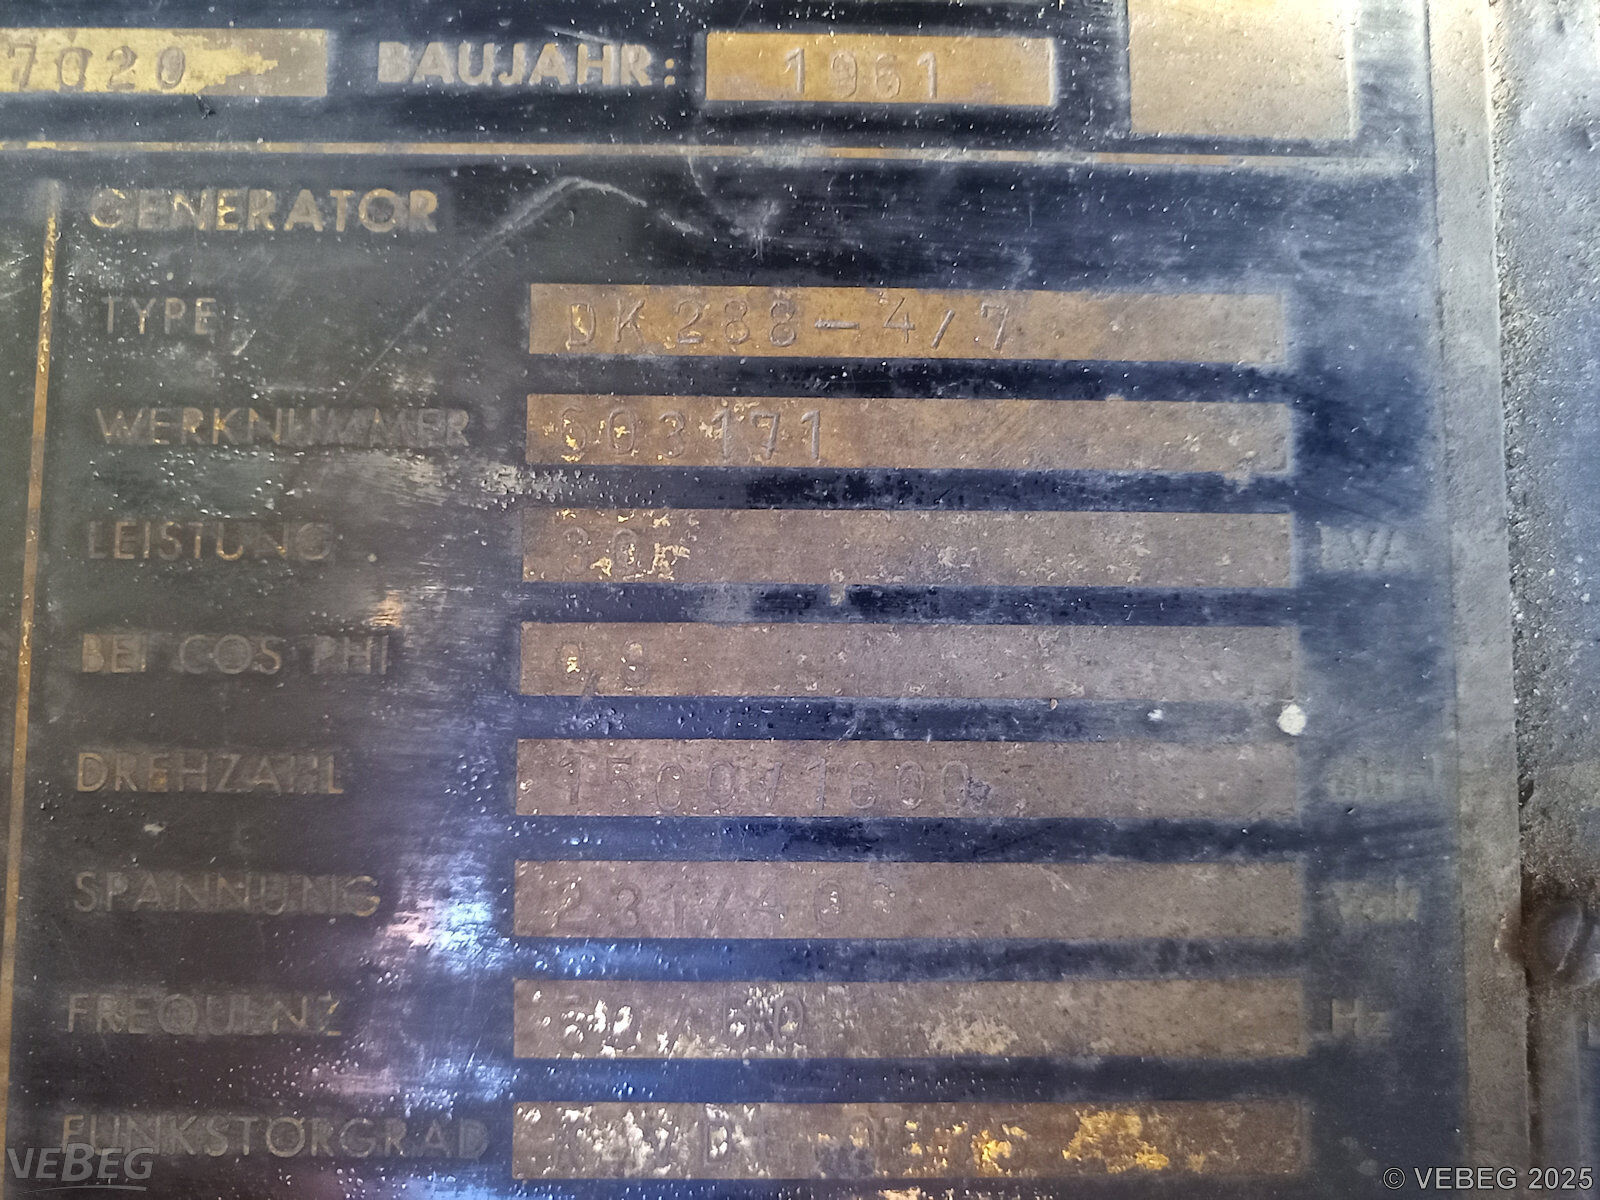 7020 BAUJAHR: 1961
GENERATOR
TYPE DK 288-4/7
WERKNUMMER 603171
LEISTUNG 30 KVA
BEI COS PHI 0,8
DREHZAHL 1500/1800
SPANNUNG 231/400 Volt
FREQUENZ 50/60 Hz
FUNKSTÖRGRAD
VEBEG
© VEBEG 2025